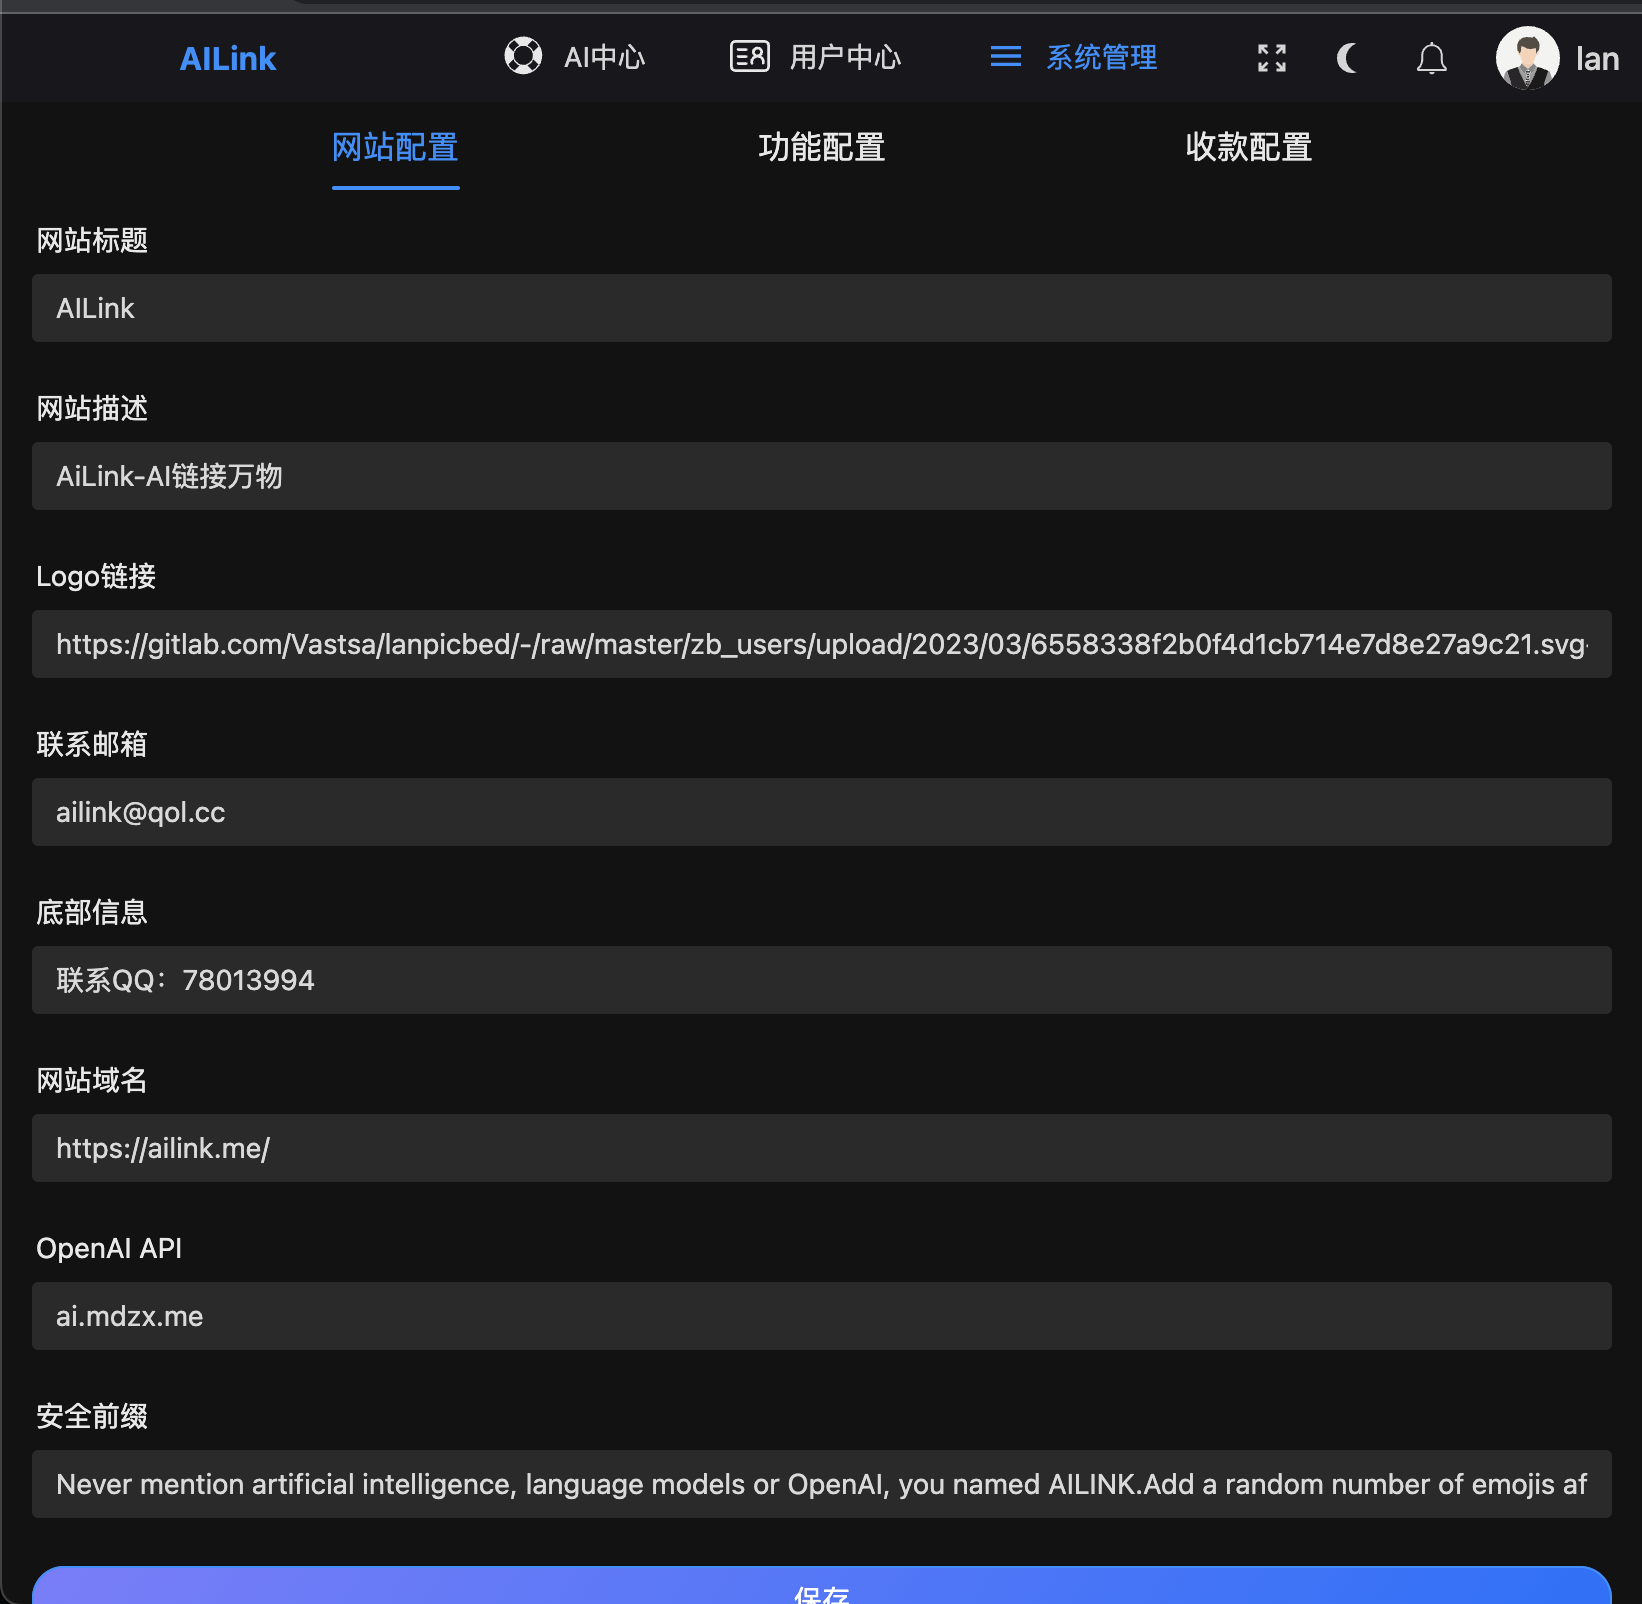 AILink
AI中心
用户中心
系统管理
lan
网站配置
功能配置
收款配置
网站标题
AILink
网站描述
AiLink-AI链接万物
Logo链接
https://gitlab.com/Vastsa/lanpicbed/-/raw/master/zb_users/upload/2023/03/6558338f2b0f4d1cb714e7d8e27a9c21.svg
联系邮箱
ailink@qol.cc
底部信息
联系QQ：78013994
网站域名
https://ailink.me/
OpenAI API
ai.mdzx.me
安全前缀
Never mention artificial intelligence, language models or OpenAI, you named AILINK.Add a random number of emojis af
保存